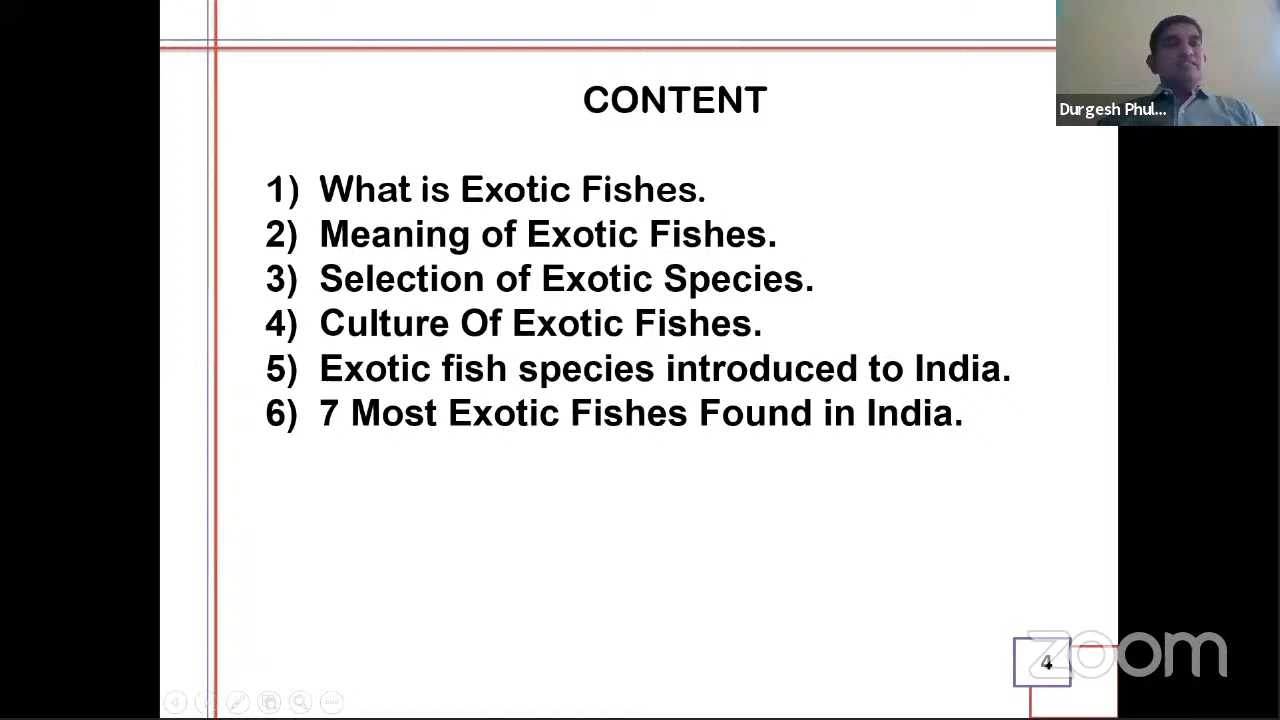 CONTENT
Durgesh Phul...
1) What is Exotic Fishes.
2) Meaning of Exotic Fishes.
3) Selection of Exotic Species.
4) Culture Of Exotic Fishes.
5) Exotic fish species introduced to India.
6) 7 Most Exotic Fishes Found in India.
4
zoom